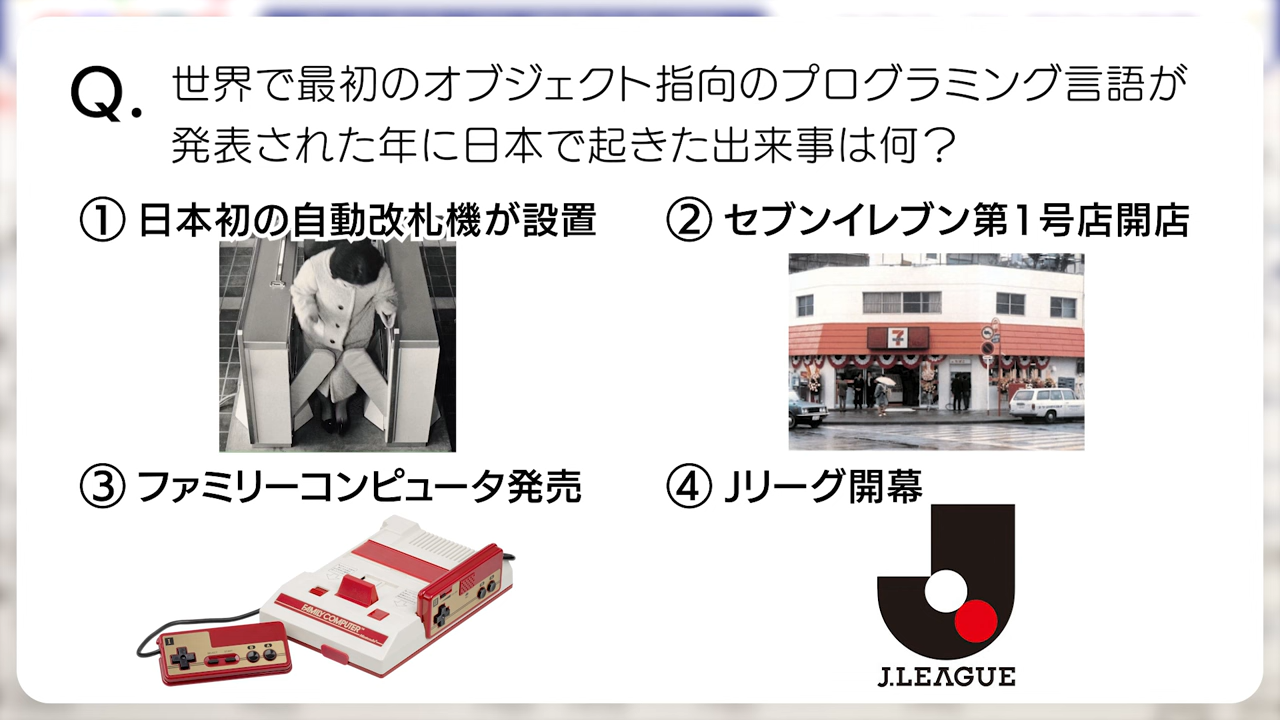 Q. 世界で最初のオブジェクト指向のプログラミング言語が
発表された年に日本で起きた出来事は何？
① 日本初の自動改札機が設置
② セブンイレブン第1号店開店
7
③ ファミリーコンピュータ発売
④ Jリーグ開幕
FAMILY COMPUTER
I
J.LEAGUE